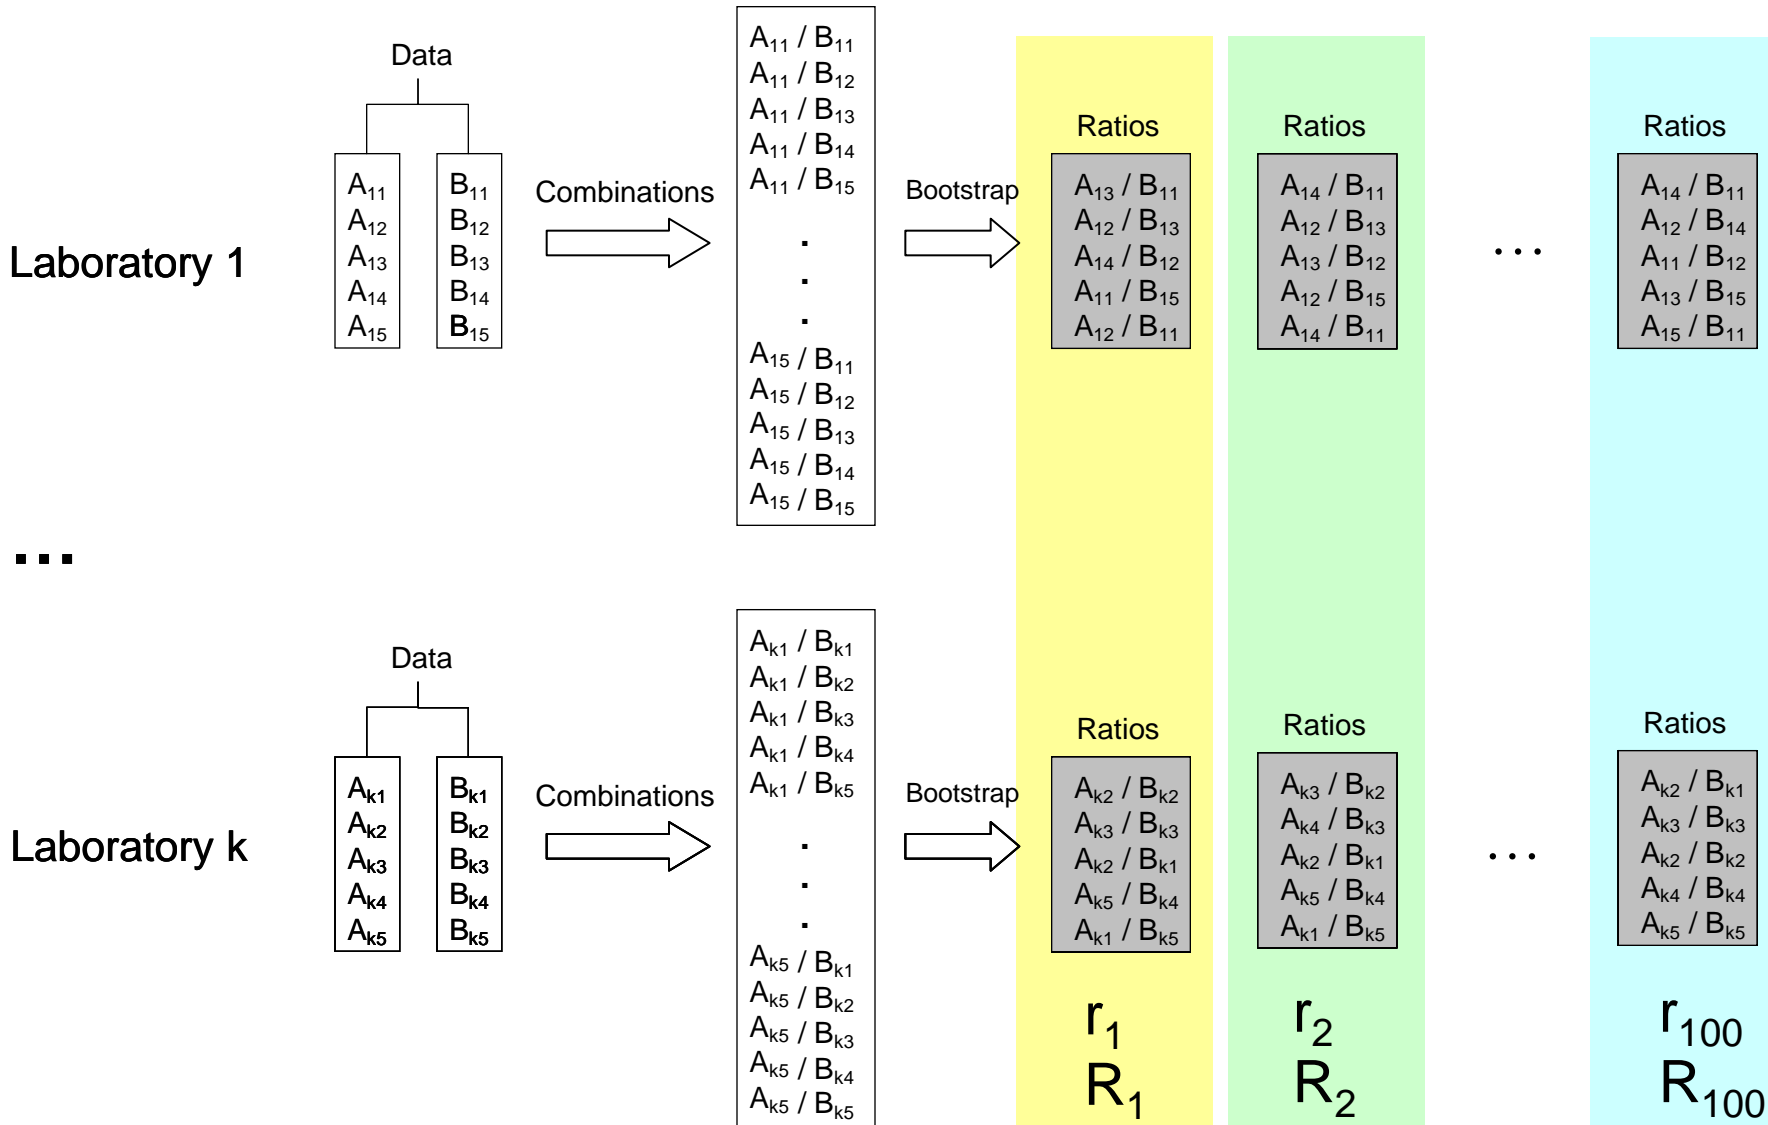 Laboratory 1
Data
A11
A12
A13
A14
A15
B11
B12
B13
B14
B15
Combinations
A11 / B11
A11 / B12
A11 / B13
A11 / B14
A11 / B15
.
.
.
A15 / B11
A15 / B12
A15 / B13
A15 / B14
A15 / B15
Bootstrap
Ratios
A13 / B11
A12 / B13
A14 / B12
A11 / B15
A12 / B11
Ratios
A14 / B11
A12 / B13
A13 / B12
A12 / B15
A14 / B11
...
Ratios
A14 / B11
A12 / B14
A11 / B12
A13 / B15
A15 / B11
...
Laboratory k
Data
Ak1
Ak2
Ak3
Ak4
Ak5
Bk1
Bk2
Bk3
Bk4
Bk5
Combinations
Ak1 / Bk1
Ak1 / Bk2
Ak1 / Bk3
Ak1 / Bk4
Ak1 / Bk5
.
.
.
Ak5 / Bk1
Ak5 / Bk2
Ak5 / Bk3
Ak5 / Bk4
Ak5 / Bk5
Bootstrap
Ratios
Ak2 / Bk2
Ak3 / Bk3
Ak2 / Bk1
Ak5 / Bk4
Ak1 / Bk5
Ratios
Ak3 / Bk2
Ak4 / Bk3
Ak2 / Bk1
Ak5 / Bk4
Ak1 / Bk5
...
Ratios
Ak2 / Bk1
Ak3 / Bk3
Ak2 / Bk2
Ak4 / Bk4
Ak5 / Bk5
r1
R1
r2
R2
r100
R100